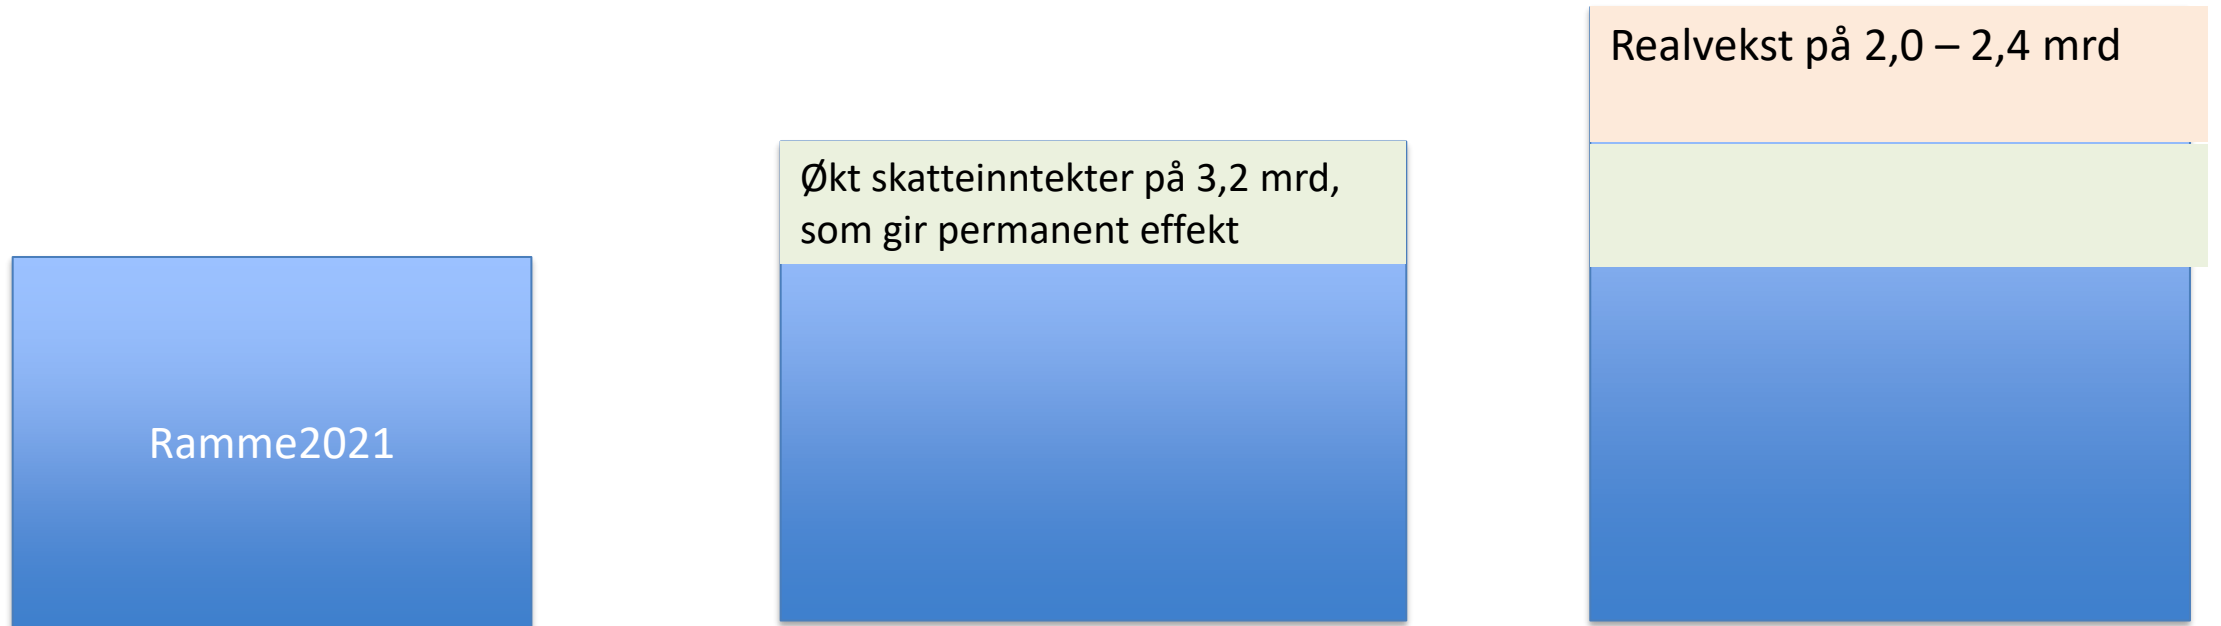 Realvekst på 2,0 – 2,4 mrd
Økt skatteinntekter på 3,2 mrd,
som gir permanent effekt
Ramme2021